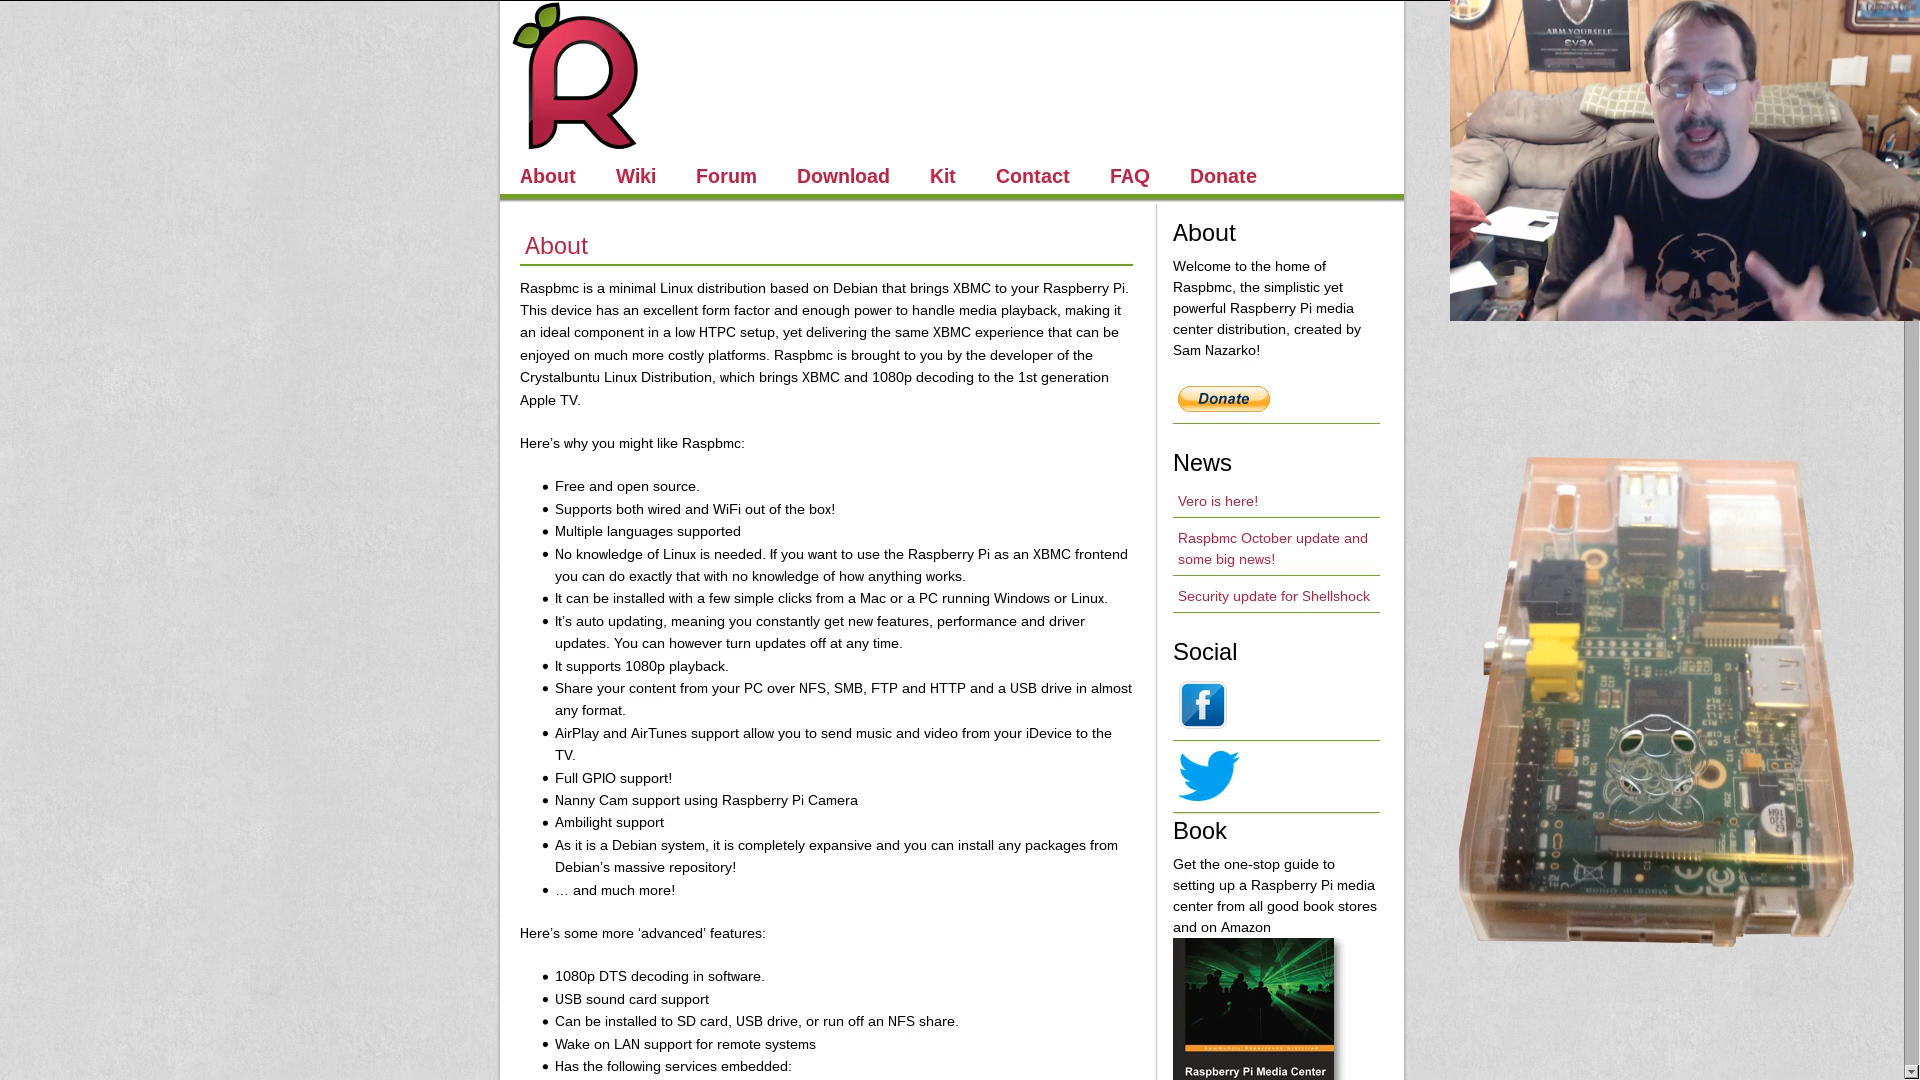 R
About Wiki Forum Download Kit Contact FAQ Donate
About
Raspbmc is a minimal Linux distribution based on Debian that brings XBMC to your Raspberry Pi.
This device has an excellent form factor and enough power to handle media playback, making it
an ideal component in a low HTPC setup, yet delivering the same XBMC experience that can be
enjoyed on much more costly platforms. Raspbmc is brought to you by the developer of the
Crystalbuntu Linux Distribution, which brings XBMC and 1080p decoding to the 1st generation
Apple TV.
Here’s why you might like Raspbmc:
• Free and open source.
• Supports both wired and WiFi out of the box!
• Multiple languages supported
• No knowledge of Linux is needed. If you want to use the Raspberry Pi as an XBMC frontend
you can do exactly that with no knowledge of how anything works.
• It can be installed with a few simple clicks from a Mac or a PC running Windows or Linux.
• It’s auto updating, meaning you constantly get new features, performance and driver
updates. You can however turn updates off at any time.
• It supports 1080p playback.
• Share your content from your PC over NFS, SMB, FTP and HTTP and a USB drive in almost
any format.
• AirPlay and AirTunes support allow you to send music and video from your iDevice to the
TV.
• Full GPIO support!
• Nanny Cam support using Raspberry Pi Camera
• Ambilight support
• As it is a Debian system, it is completely expansive and you can install any packages from
Debian’s massive repository!
• … and much more!
Here’s some more ‘advanced’ features:
• 1080p DTS decoding in software.
• USB sound card support
• Can be installed to SD card, USB drive, or run off an NFS share.
• Wake on LAN support for remote systems
• Has the following services embedded:
About
Welcome to the home of
Raspbmc, the simplistic yet
powerful Raspberry Pi media
center distribution, created by
Sam Nazarko!
Donate
News
Vero is here!
Raspbmc October update and
some big news!
Security update for Shellshock
Social
f
Book
Get the one-stop guide to
setting up a Raspberry Pi media
center from all good book stores
and on Amazon
Raspberry Pi Media Center
ARM YOURSELF
EVGA
CE
FC